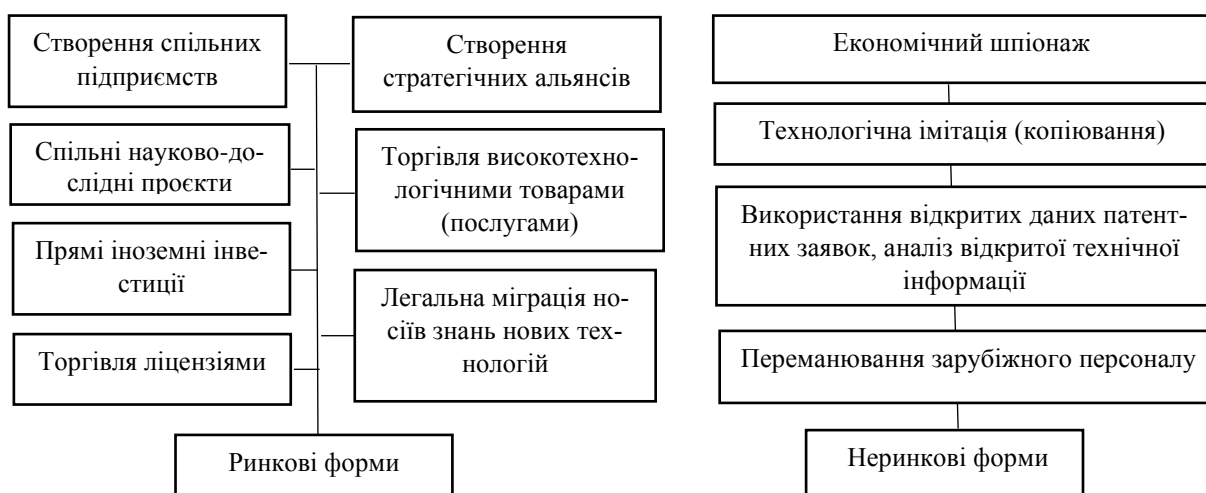 Створення спільних
підприємств
Спільні науково-до-
слідні проєкти
Прямі іноземні інве-
стиції
Торгівля ліцензіями
Створення
стратегічних альянсів
Торгівля високотехно-
логічними товарами
(послугами)
Легальна міграція но-
сіїв знань нових тех-
нологій
Ринкові форми
Економічний шпіонаж
Технологічна імітація (копіювання)
Використання відкритих даних патент-
них заявок, аналіз відкритої технічної
інформації
Переманювання зарубіжного персоналу
Неринкові форми